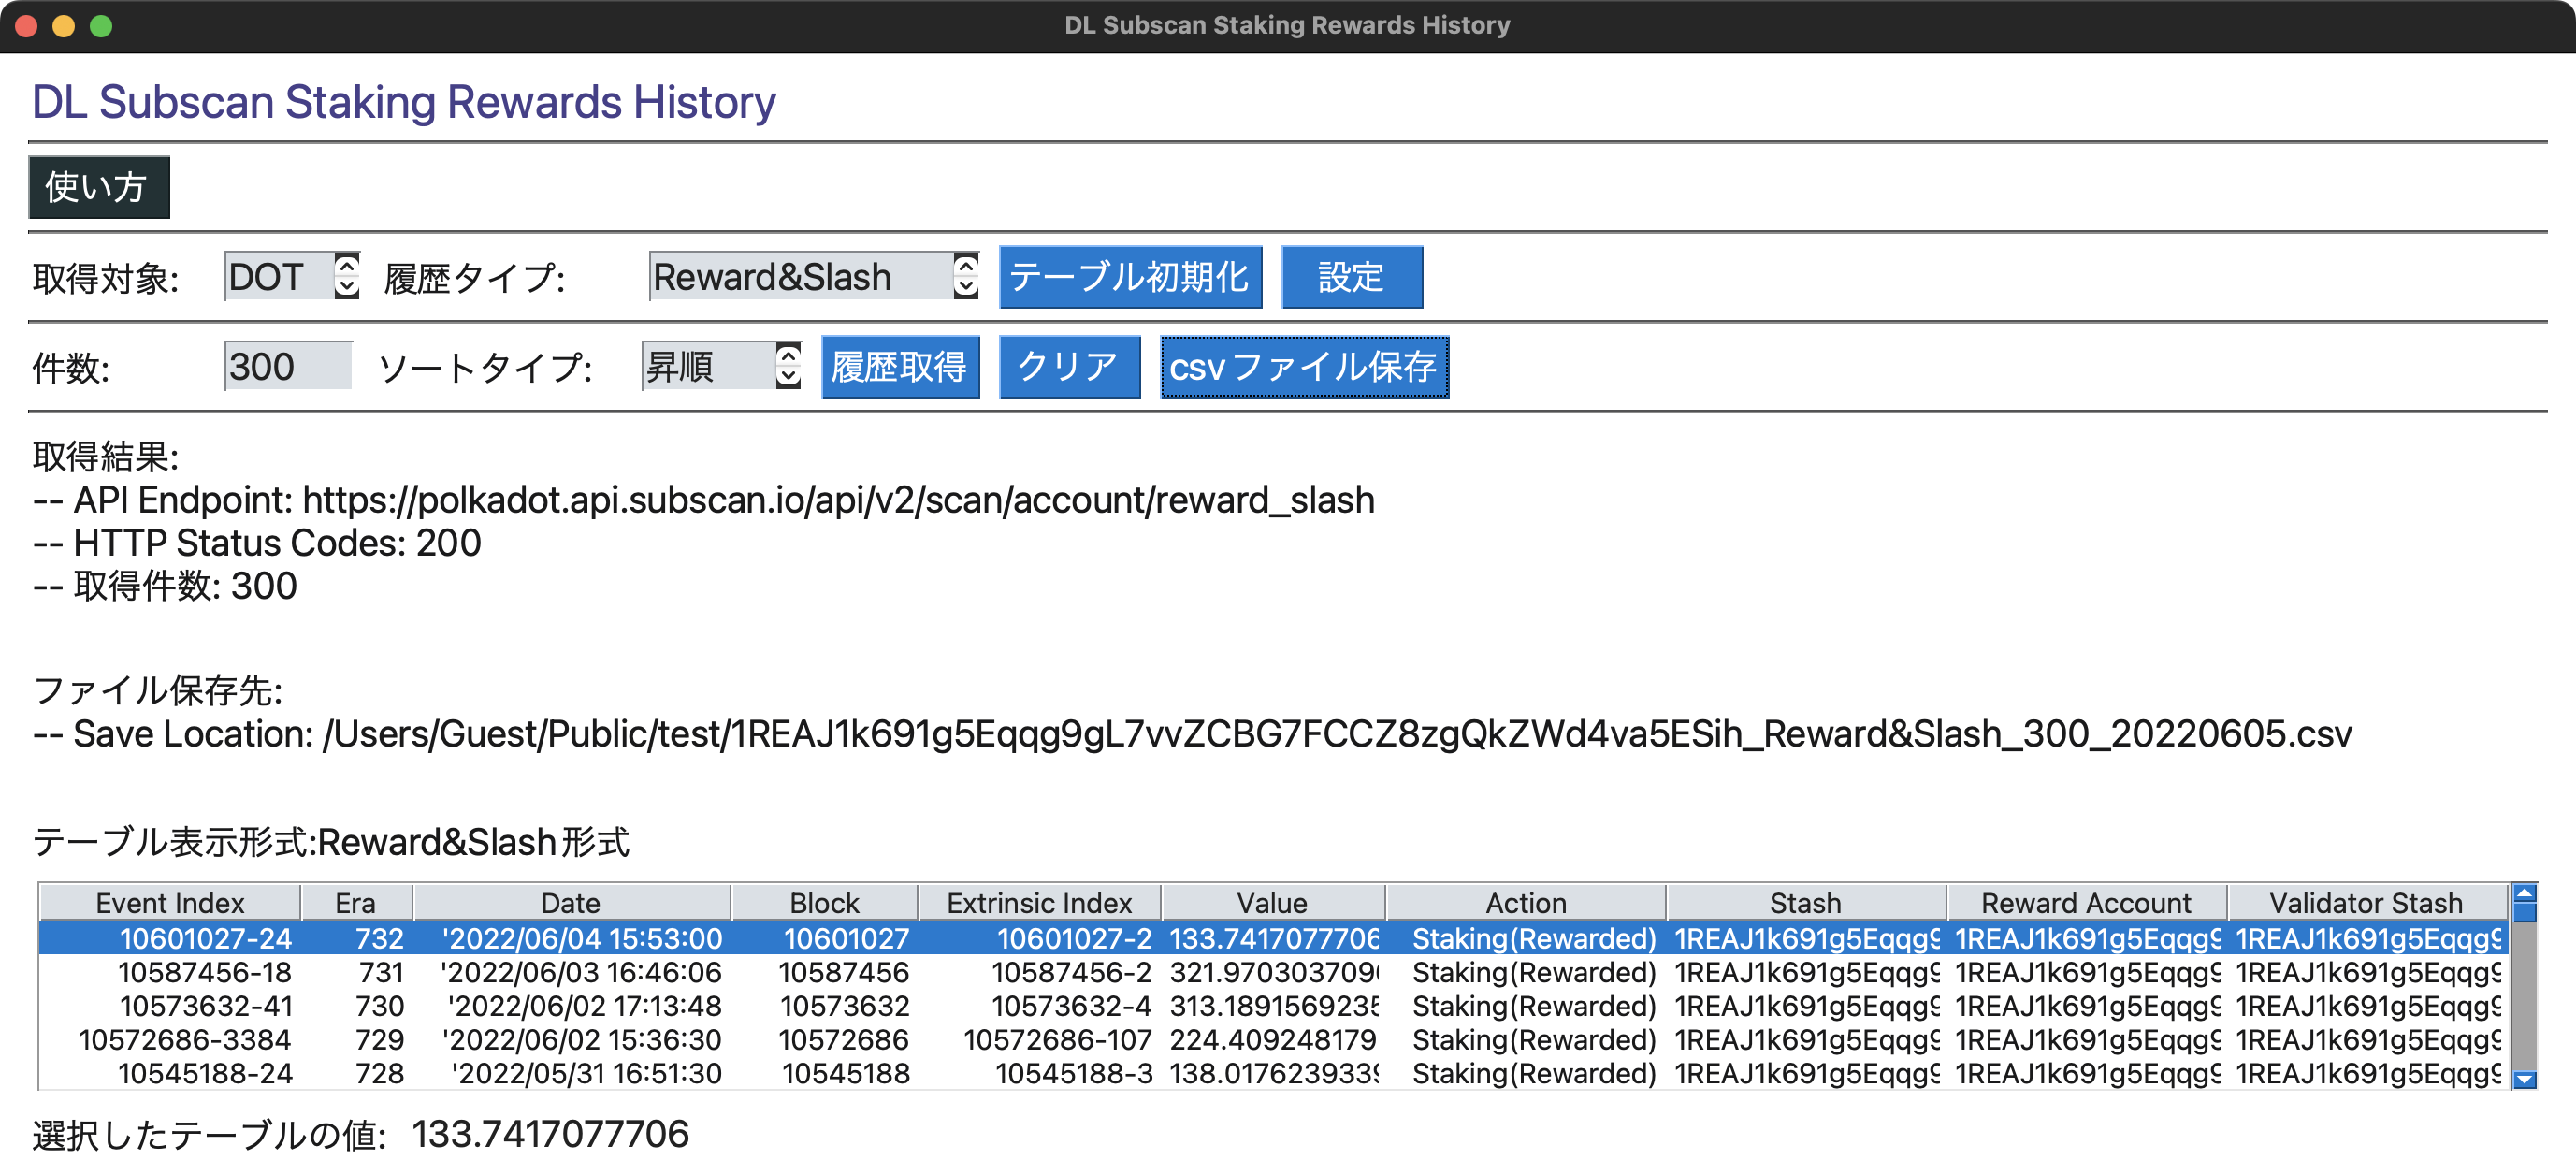 DL Subscan Staking Rewards History
DL Subscan Staking Rewards History
使い方
取得対象: DOT 履歴タイプ: Reward&Slash テーブル初期化 設定
件数: 300 ソートタイプ: 昇順 履歴取得 クリア csvファイル保存
取得結果:
-- API Endpoint: https://polkadot.api.subscan.io/api/v2/scan/account/reward_slash
-- HTTP Status Codes: 200
-- 取得件数: 300
ファイル保存先:
-- Save Location: /Users/Guest/Public/test/1REAJ1k691g5Eqqg9gL7vvZCBG7FCCZ8zgQkZWd4va5ESih_Reward&Slash_300_20220605.csv
テーブル表示形式:Reward&Slash形式
Event Index Era Date Block Extrinsic Index Value Action Stash Reward Account Validator Stash
10601027-24 732 '2022/06/04 15:53:00 10601027 10601027-2 133.7417077706 Staking(Rewarded) 1REAJ1k691g5Eqqg9 1REAJ1k691g5Eqqg9 1REAJ1k691g5Eqqg9
10587456-18 731 '2022/06/03 16:46:06 10587456 10587456-2 321.9703037090 Staking(Rewarded) 1REAJ1k691g5Eqqg9 1REAJ1k691g5Eqqg9 1REAJ1k691g5Eqqg9
10573632-41 730 '2022/06/02 17:13:48 10573632 10573632-4 313.1891569235 Staking(Rewarded) 1REAJ1k691g5Eqqg9 1REAJ1k691g5Eqqg9 1REAJ1k691g5Eqqg9
10572686-3384 729 '2022/06/02 15:36:30 10572686 10572686-107 224.409248179 Staking(Rewarded) 1REAJ1k691g5Eqqg9 1REAJ1k691g5Eqqg9 1REAJ1k691g5Eqqg9
10545188-24 728 '2022/05/31 16:51:30 10545188 10545188-3 138.0176239339 Staking(Rewarded) 1REAJ1k691g5Eqqg9 1REAJ1k691g5Eqqg9 1REAJ1k691g5Eqqg9
選択したテーブルの値: 133.7417077706